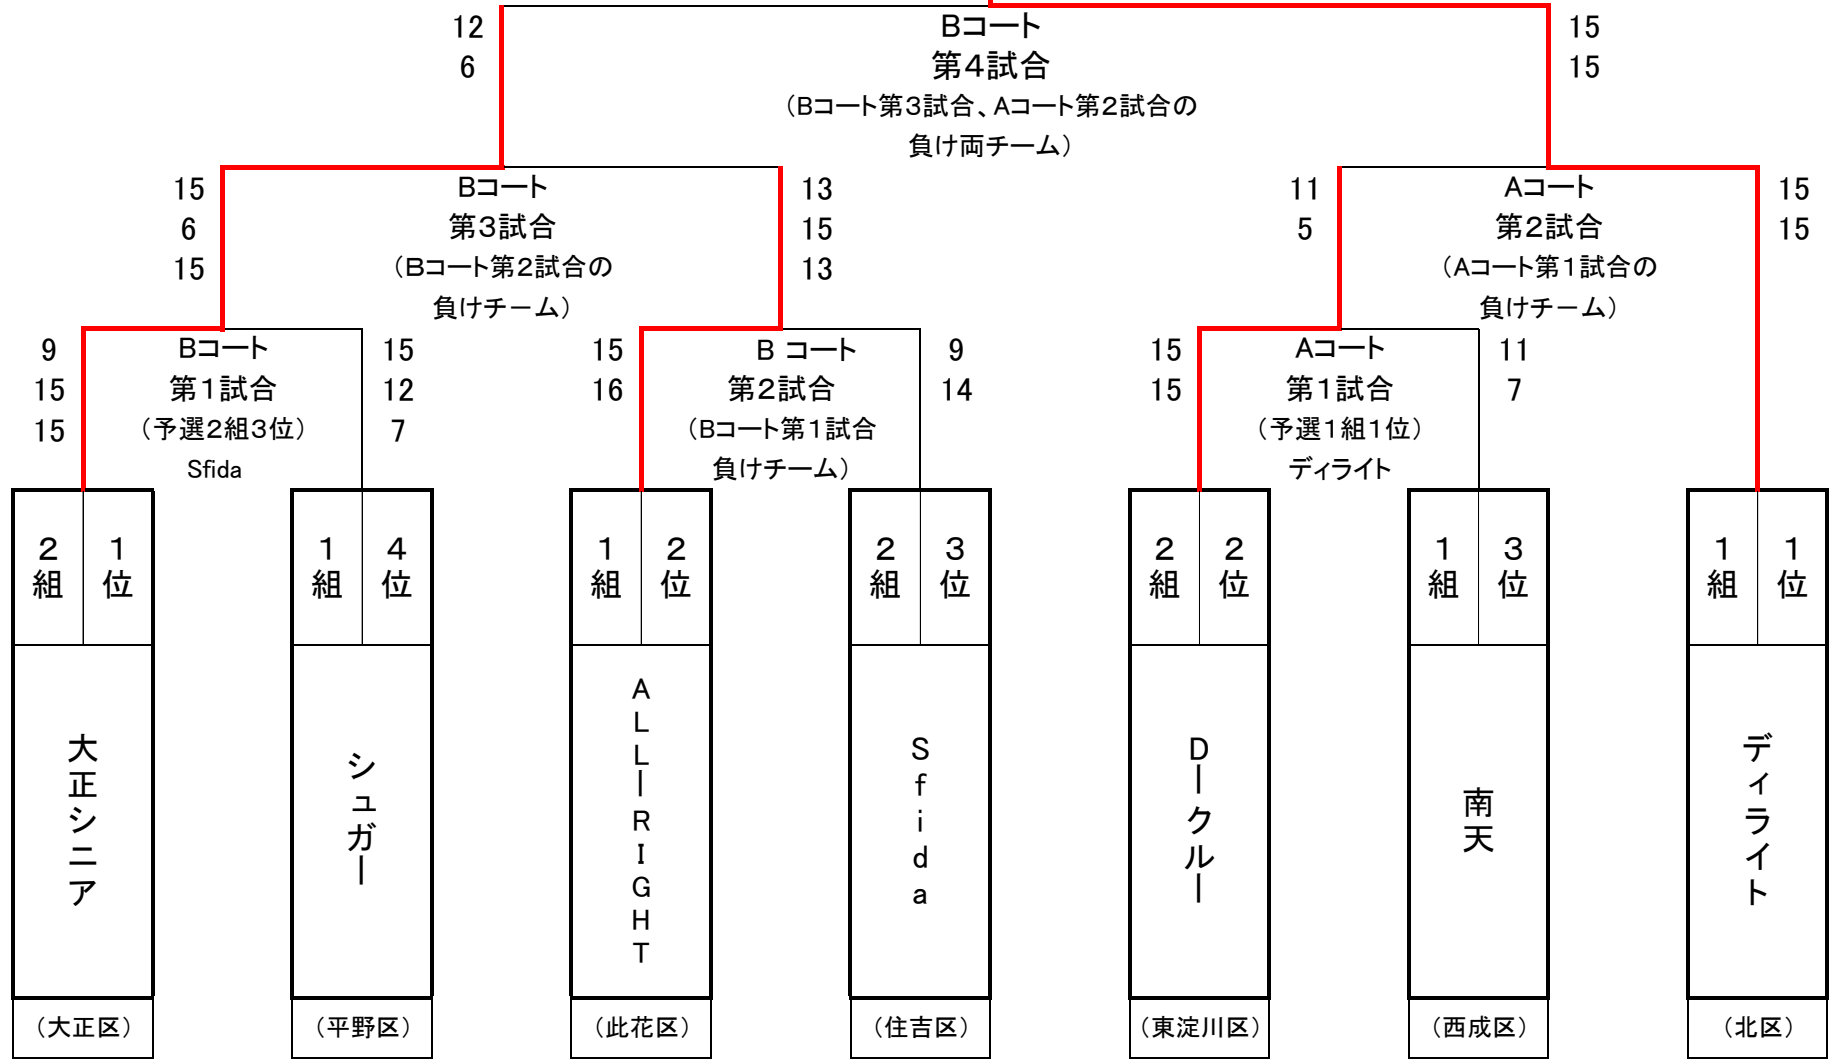 12 Bコート 15
6 第4試合 15
（Bコート第3試合、Aコート第2試合の
負け両チーム）
15 Bコート 13 11 Aコート 15
6 第3試合 15 5 第2試合 15
15 （Bコート第2試合の 13 （Aコート第1試合の
負けチーム） 負けチーム）
9 Bコート 15 15 B コート 9 15 Aコート 11
15 第1試合 12 16 第2試合 14 15 第1試合 7
15 （予選2組3位） 7 （Bコート第1試合 （予選1組1位）
Sfida 負けチーム） ディライト
2組 1位 1組 4位 1組 2位 2組 3位 2組 2位 1組 3位 1組 1位
大正シニア
シュガー
ALL－RIGHT
Sfida
Dークルー
南天
ディライト
（大正区） （平野区） （此花区） （住吉区） （東淀川区） （西成区） （北区）